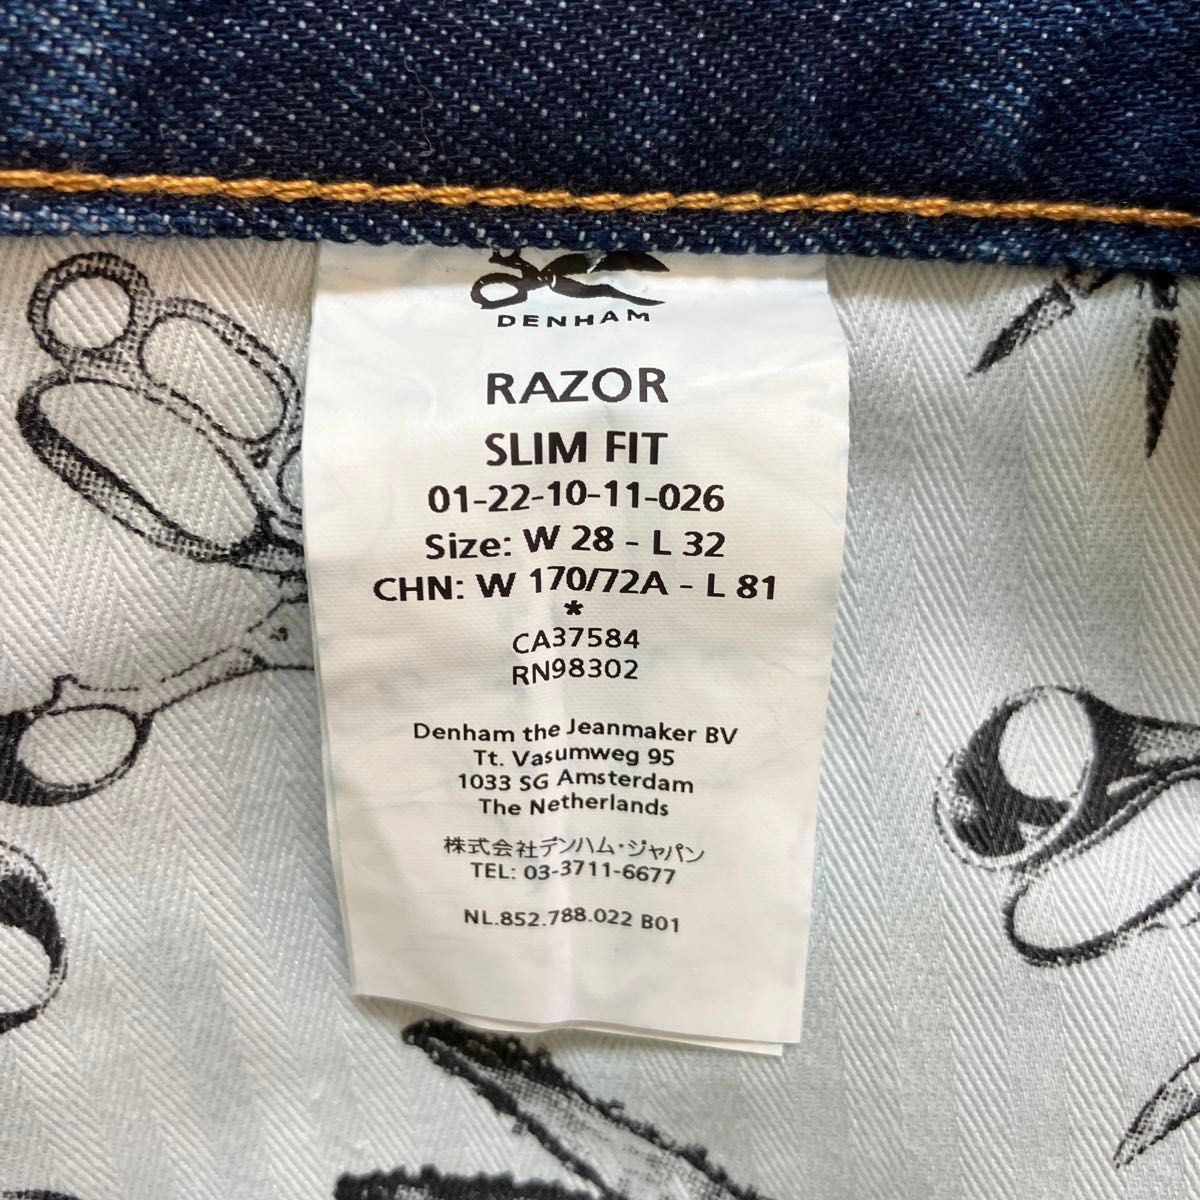 DENHAM
RAZOR
SLIM FIT
01-22-10-11-026
Size: W 28 - L 32
CHN: W 170/72A - L 81
*
CA37584
RN98302
Denham the Jeanmaker BV
Tt. Vasumweg 95
1033 SG Amsterdam
The Netherlands
株式会社デンハム・ジャパン
TEL: 03-3711-6677
NL.852.788.022 B01